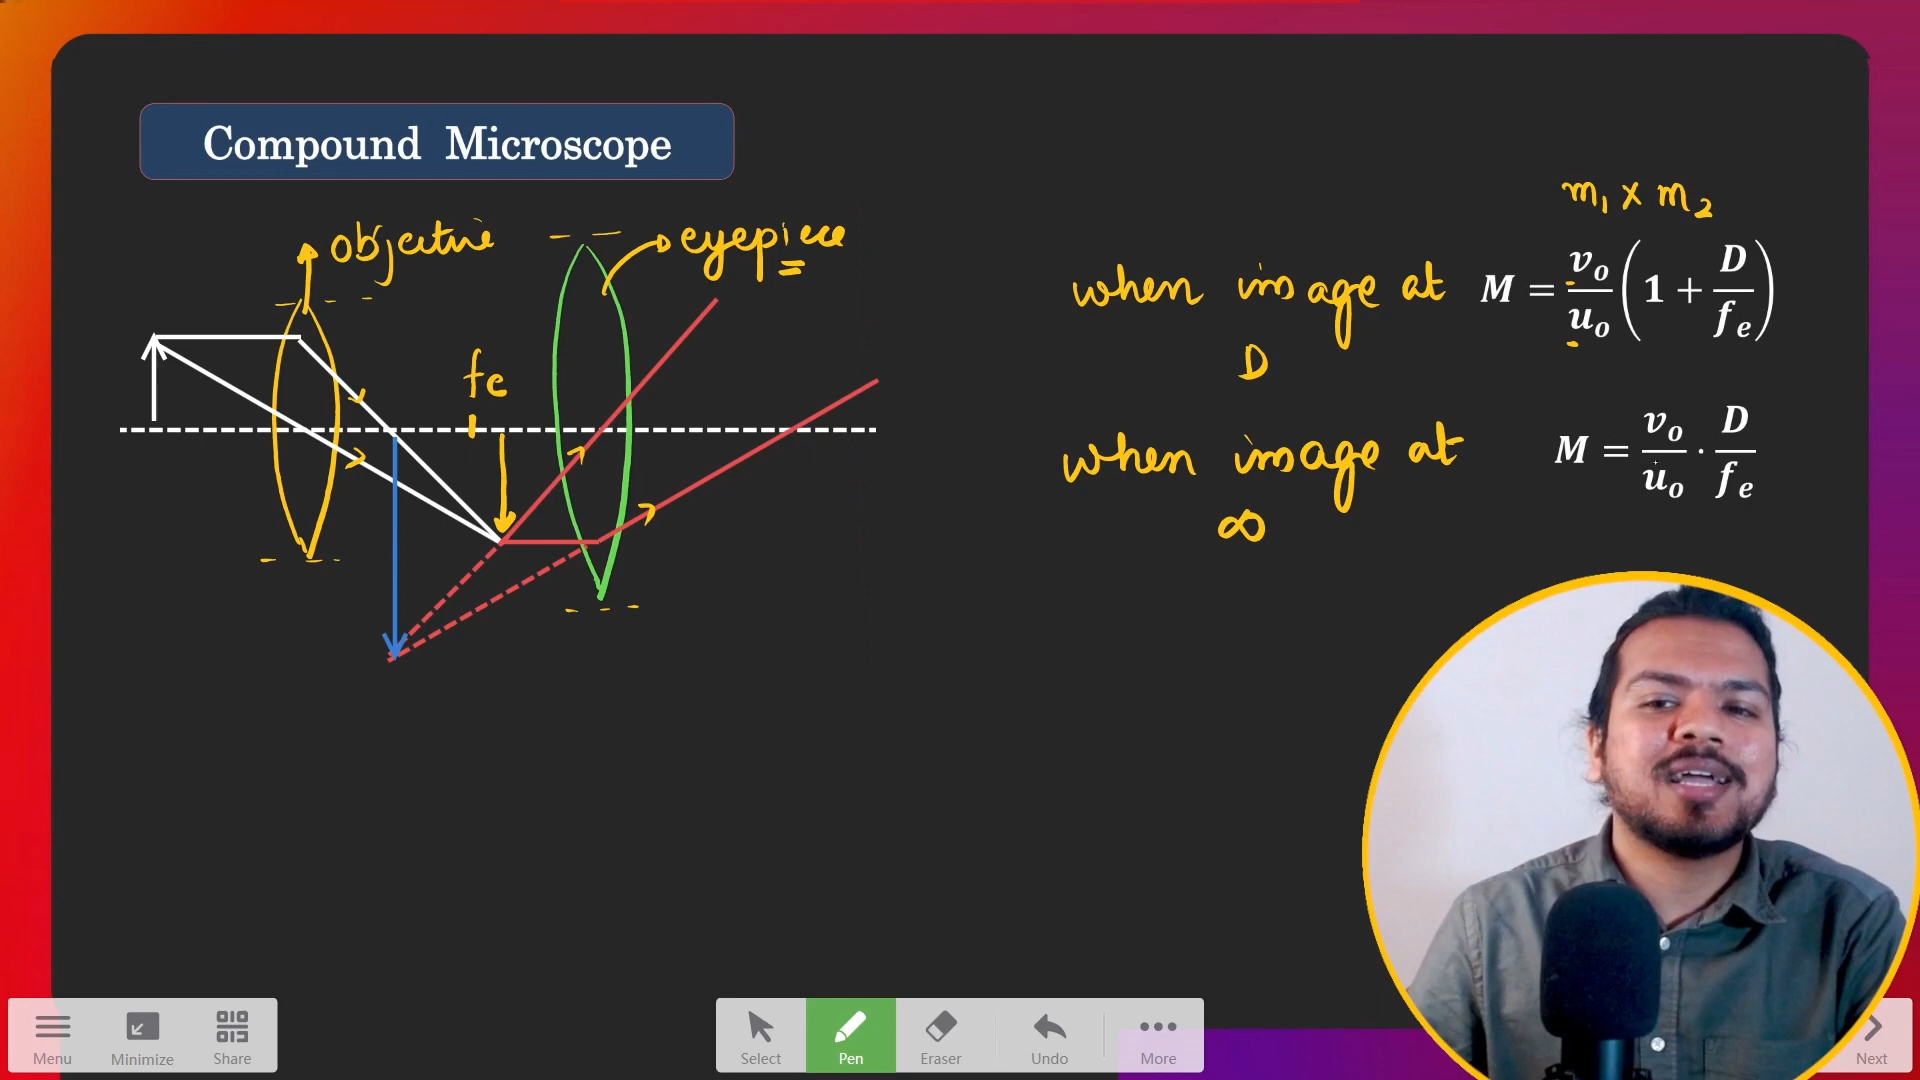 Compound Microscope
objective
eyepiece
fe
m₁ × m₂
when image at D
M = vₒ/uₒ (1 + D/fₑ)
when image at ∞
M = vₒ/uₒ · D/fₑ
Menu
Minimize
Share
Select
Pen
Eraser
Undo
More
Next